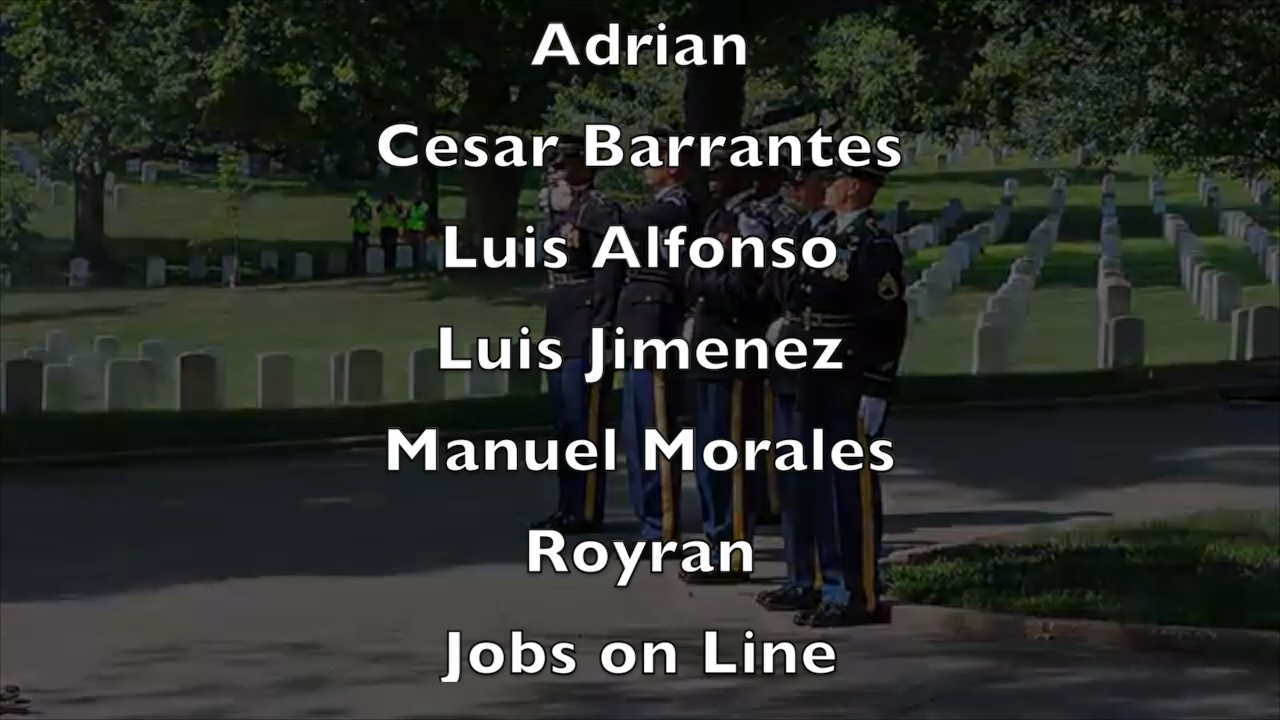 Adrian
Cesar Barrantes
Luis Alfonso
Luis Jimenez
Manuel Morales
Royran
Jobs on Line